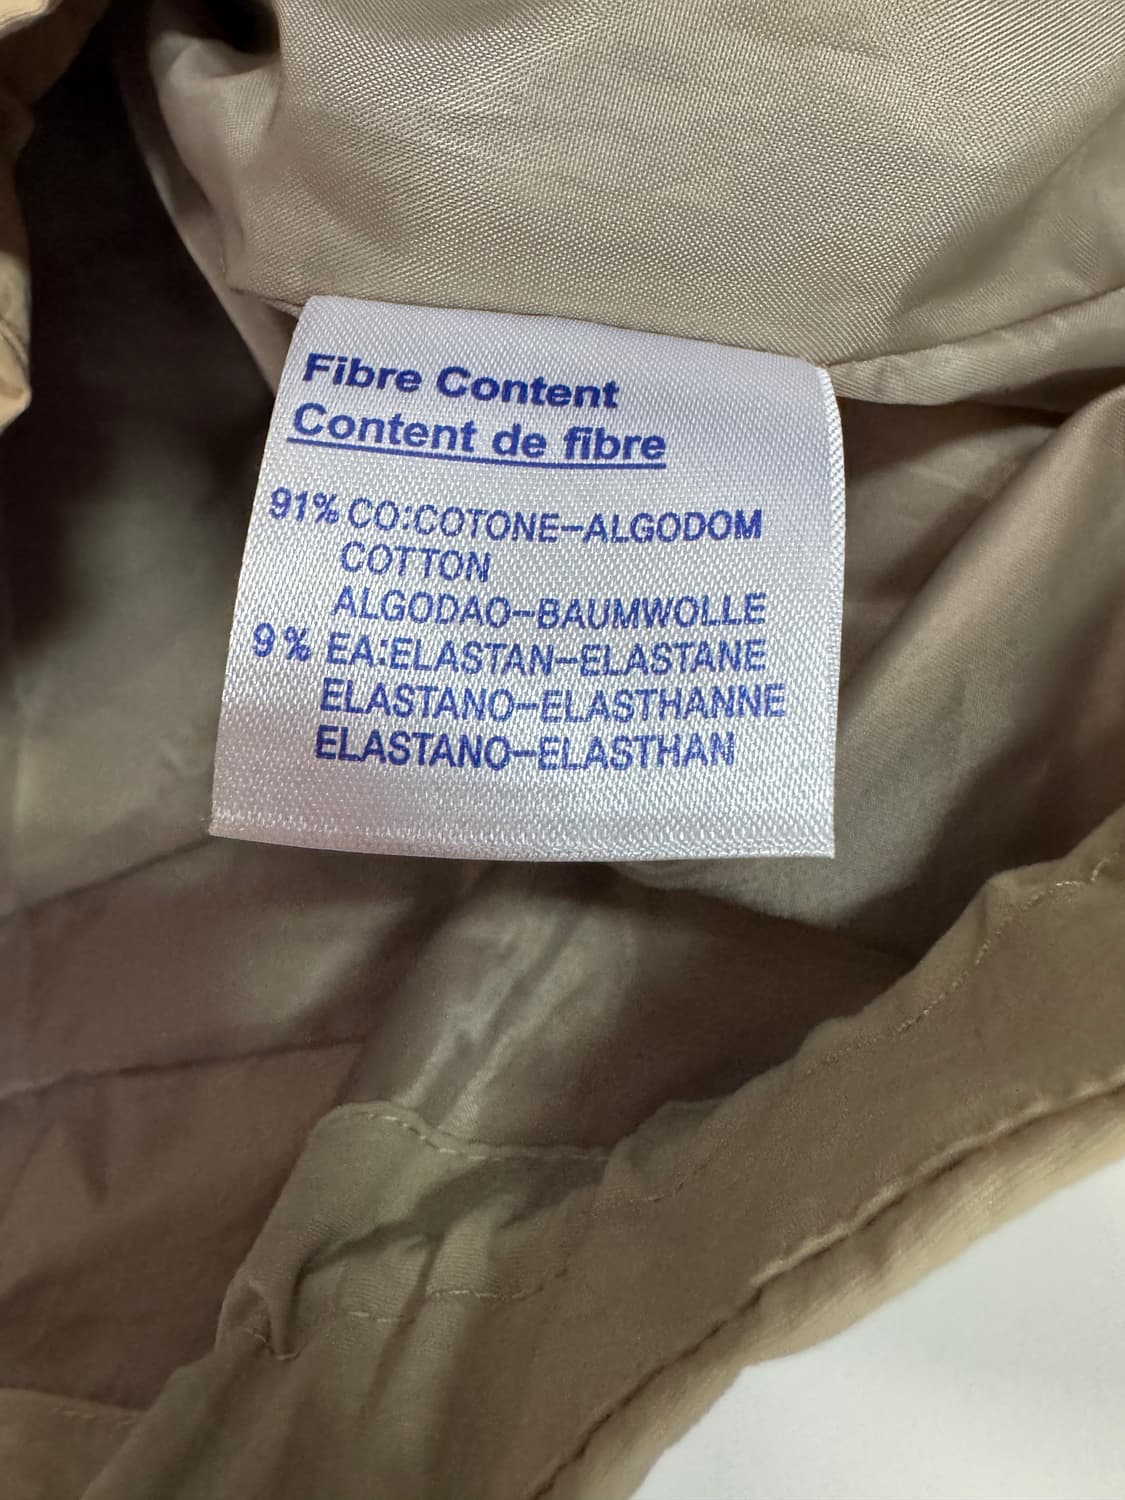 Fibre Content
Content de fibre
91% CO:COTONE-ALGODOM
COTTON
ALGODAO-BAUMWOLLE
9% EA:ELASTAN-ELASTANE
ELASTANO-ELASTHANNE
ELASTANO-ELASTHAN